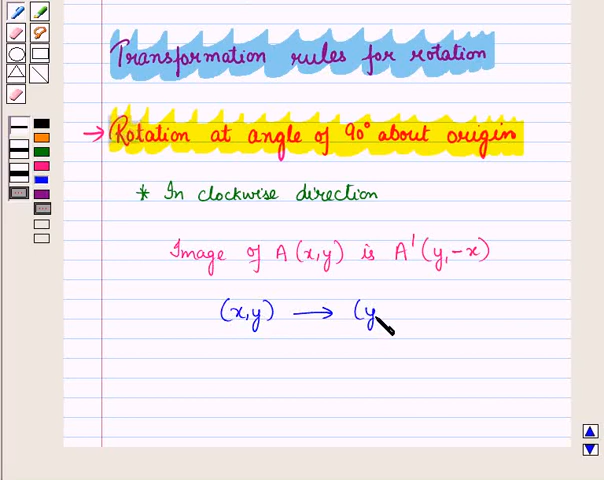 Transformation rules for rotation
→ Rotation at angle of 90° about origin
* In clockwise direction
Image of A(x,y) is A'(y,-x)
(x,y) ⟶ (y